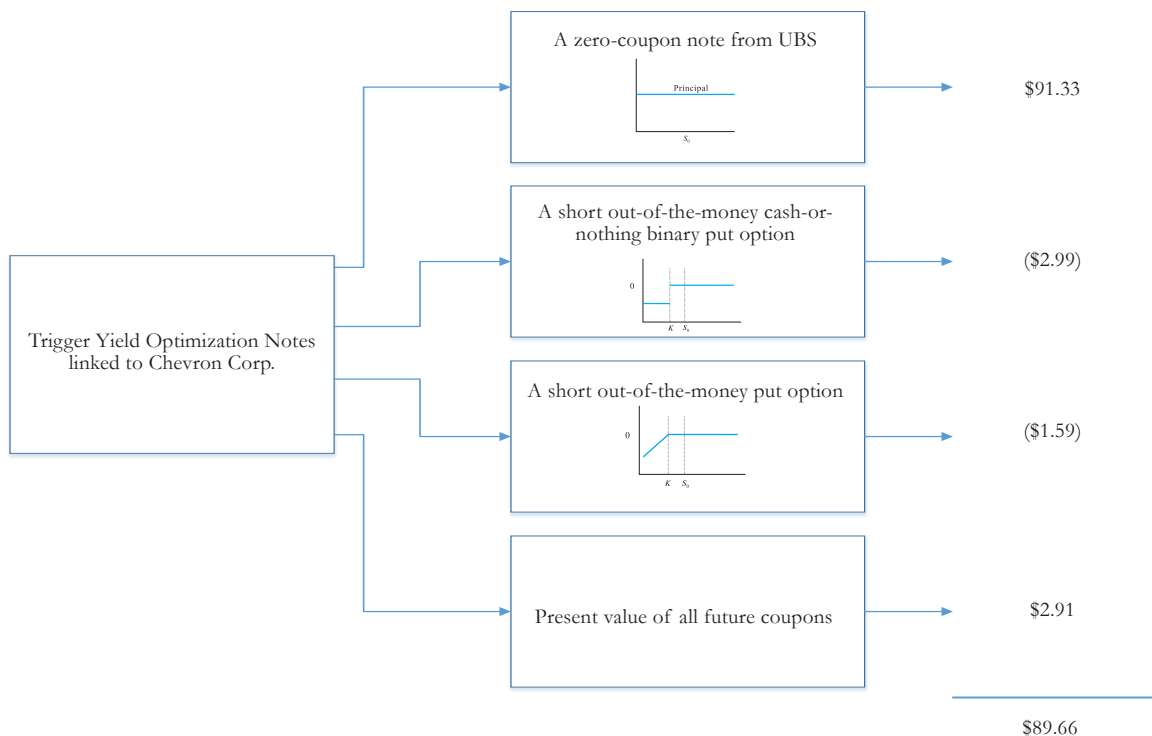 A zero-coupon note from UBS
Principal
S₀
$91.33
A short out-of-the-money cash-or-
nothing binary put option
0
K S₀
($2.99)
Trigger Yield Optimization Notes
linked to Chevron Corp.
A short out-of-the-money put option
0
K S₀
($1.59)
Present value of all future coupons
$2.91
$89.66